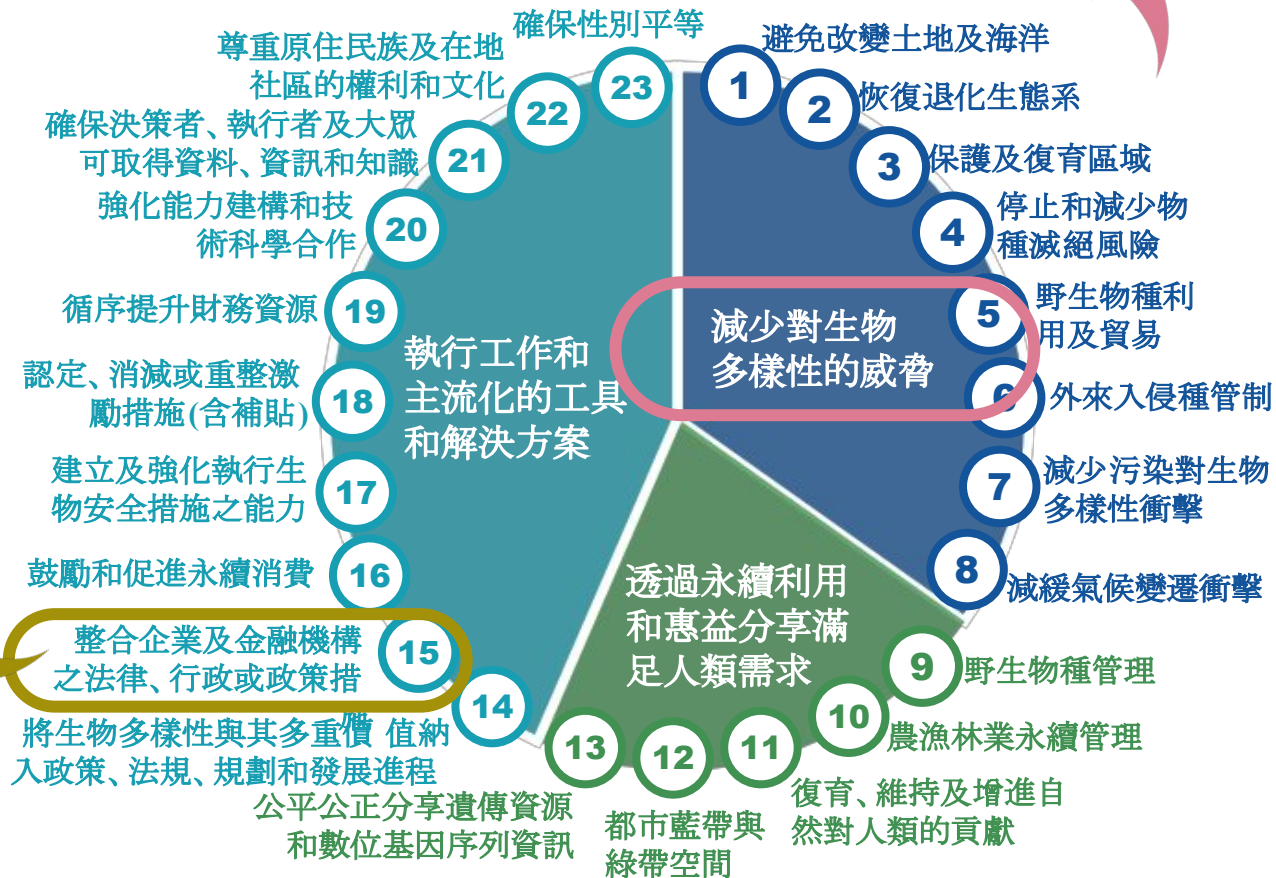 1
避免改變土地及海洋
2
恢復退化生態系
3
保護及復育區域
4
停止和減少物
種滅絕風險
5
野生物種利
用及貿易
6
外來入侵種管制
7
減少污染對生物
多樣性衝擊
8
減緩氣候變遷衝擊
減少對生物
多樣性的威脅
9
野生物種管理
10
農漁林業永續管理
11
復育、維持及增進自
然對人類的貢獻
12
都市藍帶與
綠帶空間
13
公平公正分享遺傳資源
和數位基因序列資訊
透過永續利用
和惠益分享滿
足人類需求
14
將生物多樣性與其多重價 值納
入政策、法規、規劃和發展進程
15
整合企業及金融機構
之法律、行政或政策措
施
16
鼓勵和促進永續消費
17
建立及強化執行生
物安全措施之能力
18
認定、消減或重整激
勵措施(含補貼)
19
循序提升財務資源
20
強化能力建構和技
術科學合作
21
確保決策者、執行者及大眾
可取得資料、資訊和知識
22
尊重原住民族及在地
社區的權利和文化
23
確保性別平等
執行工作和
主流化的工具
和解決方案